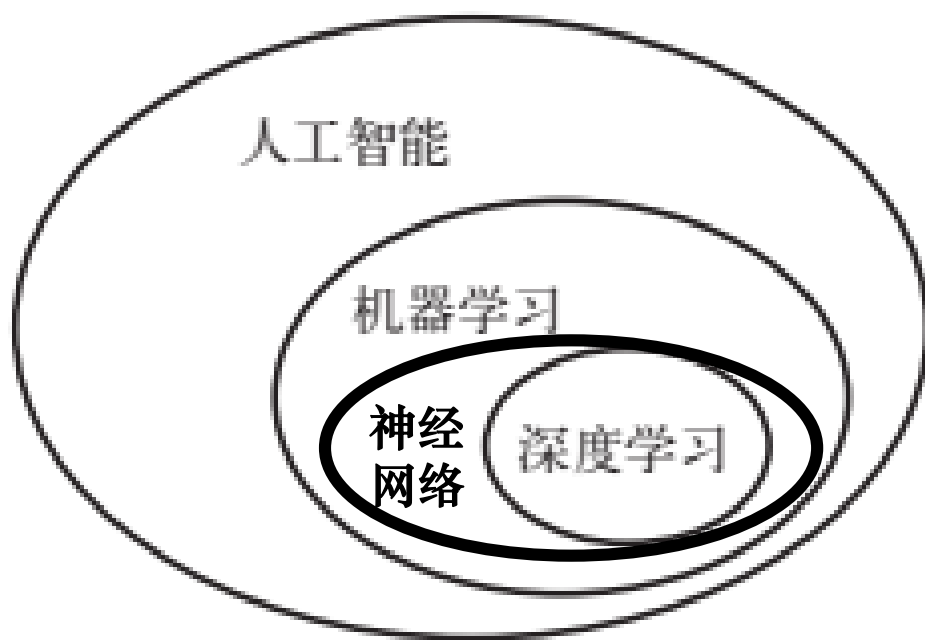 人工智能
机器学习
神经
网络
深度学习